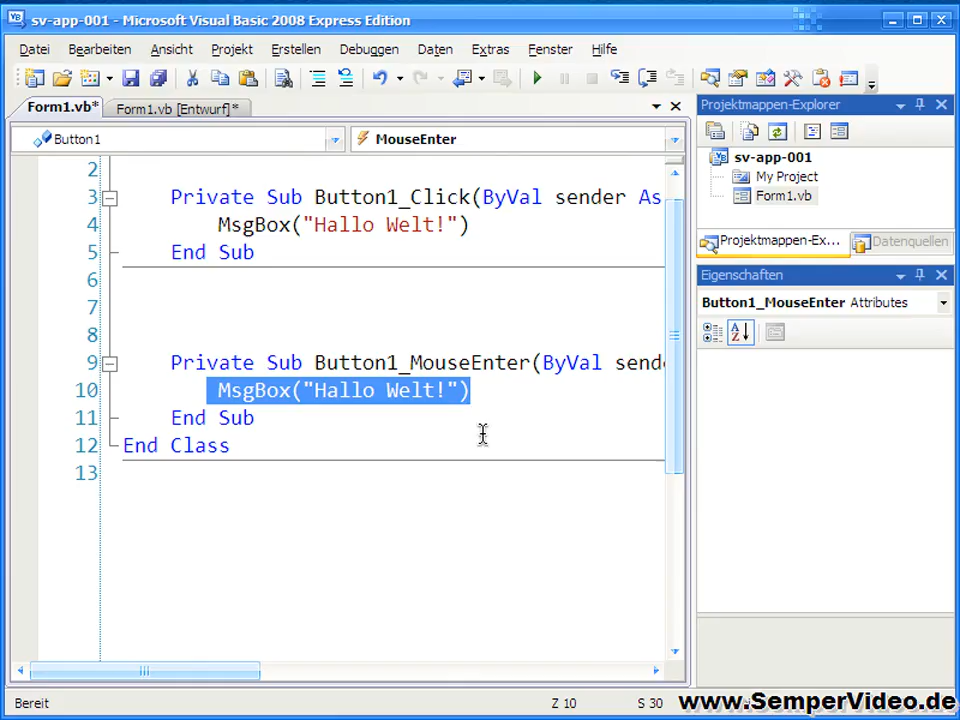 sv-app-001 - Microsoft Visual Basic 2008 Express Edition
Datei Bearbeiten Ansicht Projekt Erstellen Debuggen Daten Extras Fenster Hilfe
Form1.vb* Form1.vb [Entwurf]*
Button1 MouseEnter
2
3 Private Sub Button1_Click(ByVal sender As
4 MsgBox("Hallo Welt!")
5 End Sub
6
7
8
9 Private Sub Button1_MouseEnter(ByVal sende
10 MsgBox("Hallo Welt!")
11 End Sub
12 End Class
13
Projektmappen-Explorer
sv-app-001
My Project
Form1.vb
Projektmappen-Ex... Datenquellen
Eigenschaften
Button1_MouseEnter Attributes
Bereit Z 10 S 30
www.SemperVideo.de